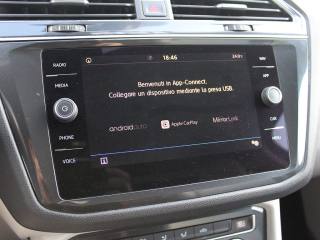 RADIO
18:46
NAV
MEDIA
APP
Benvenuti in App-Connect.
Collegare un dispositivo mediante la presa USB.
androidauto
Apple CarPlay
MirrorLink
PHONE
CAR
VOICE
MENU